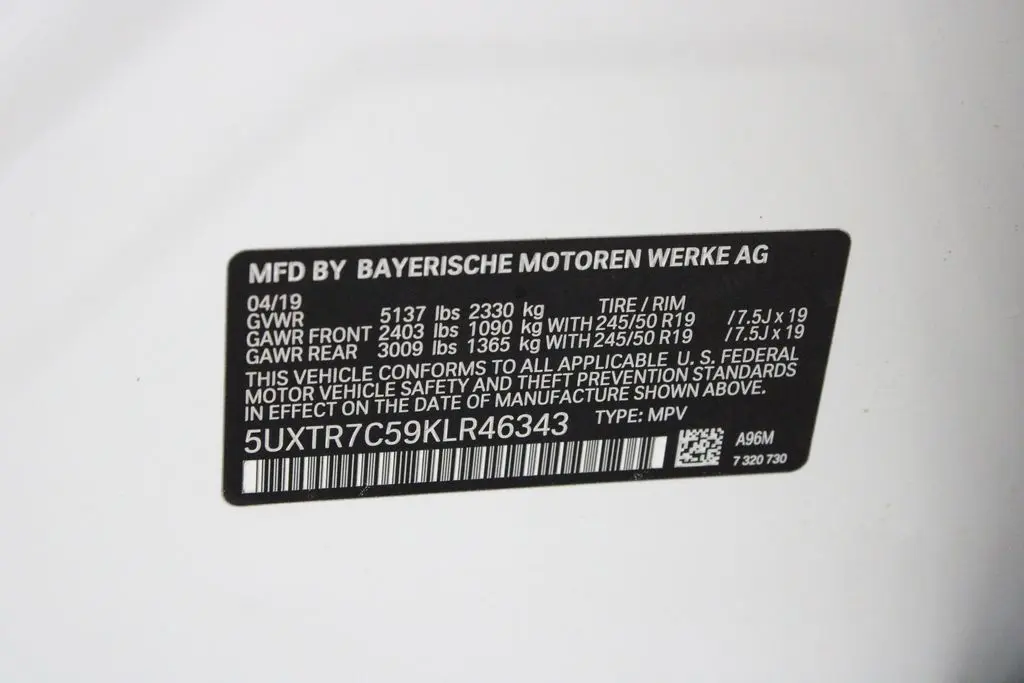 MFD BY BAYERISCHE MOTOREN WERKE AG
04/19 TIRE / RIM
GVWR 5137 lbs 2330 kg
GAWR FRONT 2403 lbs 1090 kg WITH 245/50 R19 /7.5J x 19
GAWR REAR 3009 lbs 1365 kg WITH 245/50 R19 /7.5J x 19
THIS VEHICLE CONFORMS TO ALL APPLICABLE U. S. FEDERAL
MOTOR VEHICLE SAFETY AND THEFT PREVENTION STANDARDS
IN EFFECT ON THE DATE OF MANUFACTURE SHOWN ABOVE.
5UXTR7C59KLR46343 TYPE: MPV
A96M
7 320 730